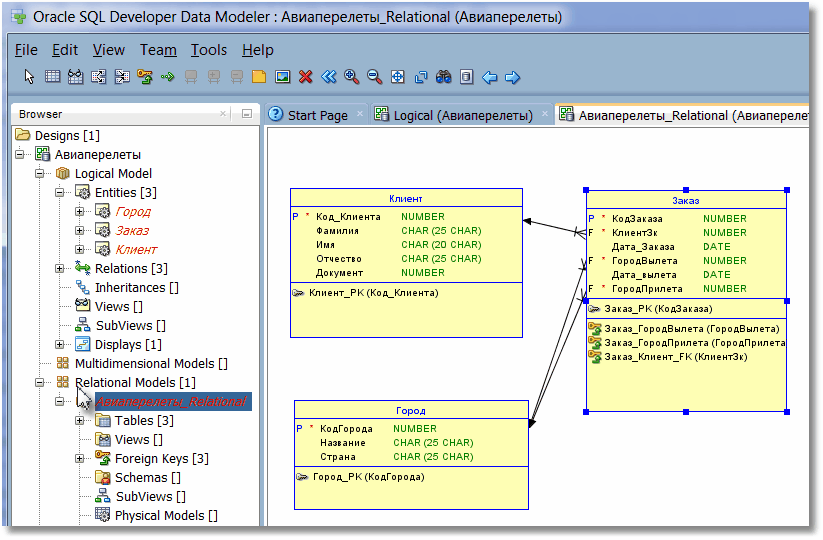 Oracle SQL Developer Data Modeler : Авиаперелеты_Relational (Авиаперелеты)
File Edit View Team Tools Help
Browser
Start Page
Logical (Авиаперелеты)
Авиаперелеты_Relational (Авиаперелет
Designs [1]
Авиаперелеты
Logical Model
Entities [3]
Город
Заказ
Клиент
Relations [3]
Inheritances []
Views []
SubViews []
Displays [1]
Multidimensional Models []
Relational Models [1]
Авиаперелеты_Relational
Tables [3]
Views []
Foreign Keys [3]
Schemas []
SubViews []
Physical Models []
Клиент
P * Код_Клиента NUMBER
Фамилия CHAR (25 CHAR)
Имя CHAR (20 CHAR)
Отчество CHAR (25 CHAR)
Документ NUMBER
Клиент_PK (Код_Клиента)
Заказ
P * КодЗаказа NUMBER
F * КлиентЗк NUMBER
Дата_Заказа DATE
F * ГородВылета NUMBER
Дата_вылета DATE
F * ГородПрилета NUMBER
Заказ_PK (КодЗаказа)
Заказ_ГородВылета (ГородВылета)
Заказ_ГородПрилета (ГородПрилета
Заказ_Клиент_FK (КлиентЗк)
Город
P * КодГорода NUMBER
Название CHAR (25 CHAR)
Страна CHAR (25 CHAR)
Город_PK (КодГорода)